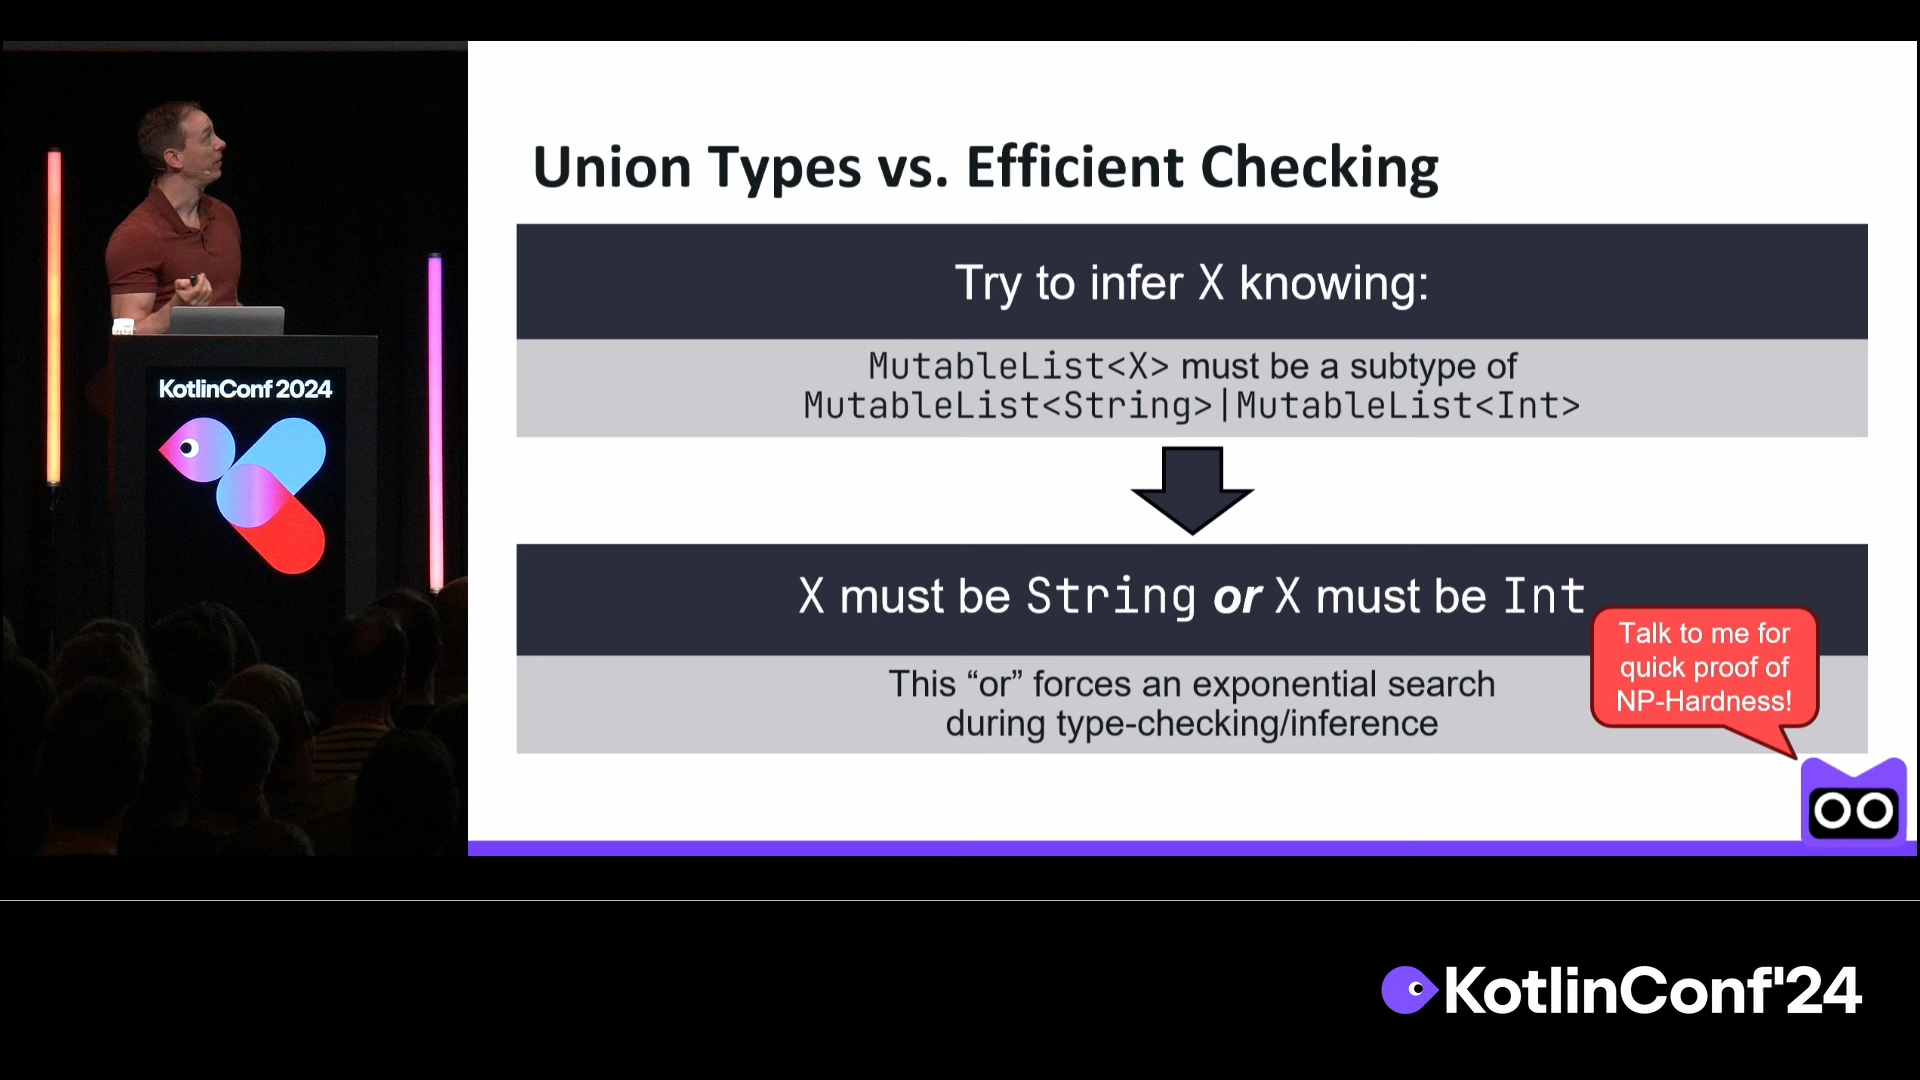 Union Types vs. Efficient Checking
Try to infer X knowing:
MutableList<X> must be a subtype of
MutableList<String>|MutableList<Int>
X must be String or X must be Int
This “or” forces an exponential search
during type-checking/inference
Talk to me for
quick proof of
NP-Hardness!
KotlinConf 2024
KotlinConf'24